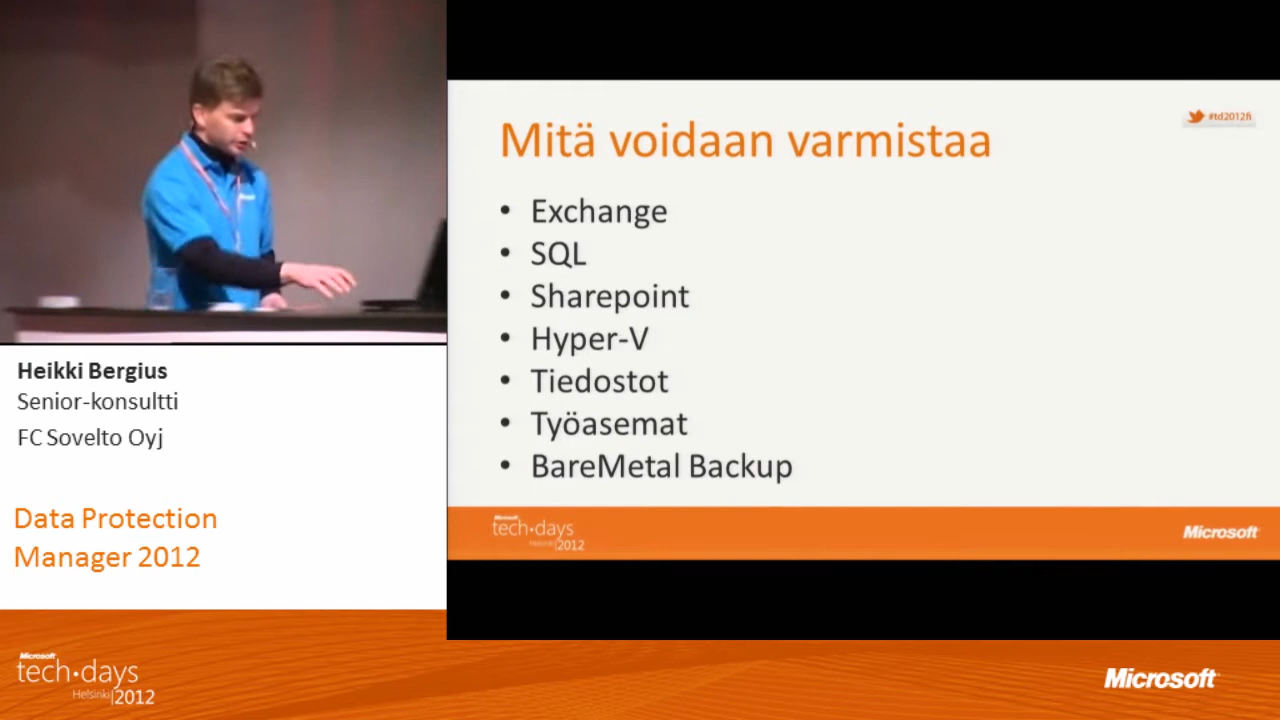 Heikki Bergius
Senior-konsultti
FC Sovelto Oyj
Data Protection
Manager 2012
Microsoft
tech·days
Helsinki|2012
Mitä voidaan varmistaa
#td2012fi
• Exchange
• SQL
• Sharepoint
• Hyper-V
• Tiedostot
• Työasemat
• BareMetal Backup
Microsoft
tech·days
Helsinki|2012
Microsoft
Microsoft